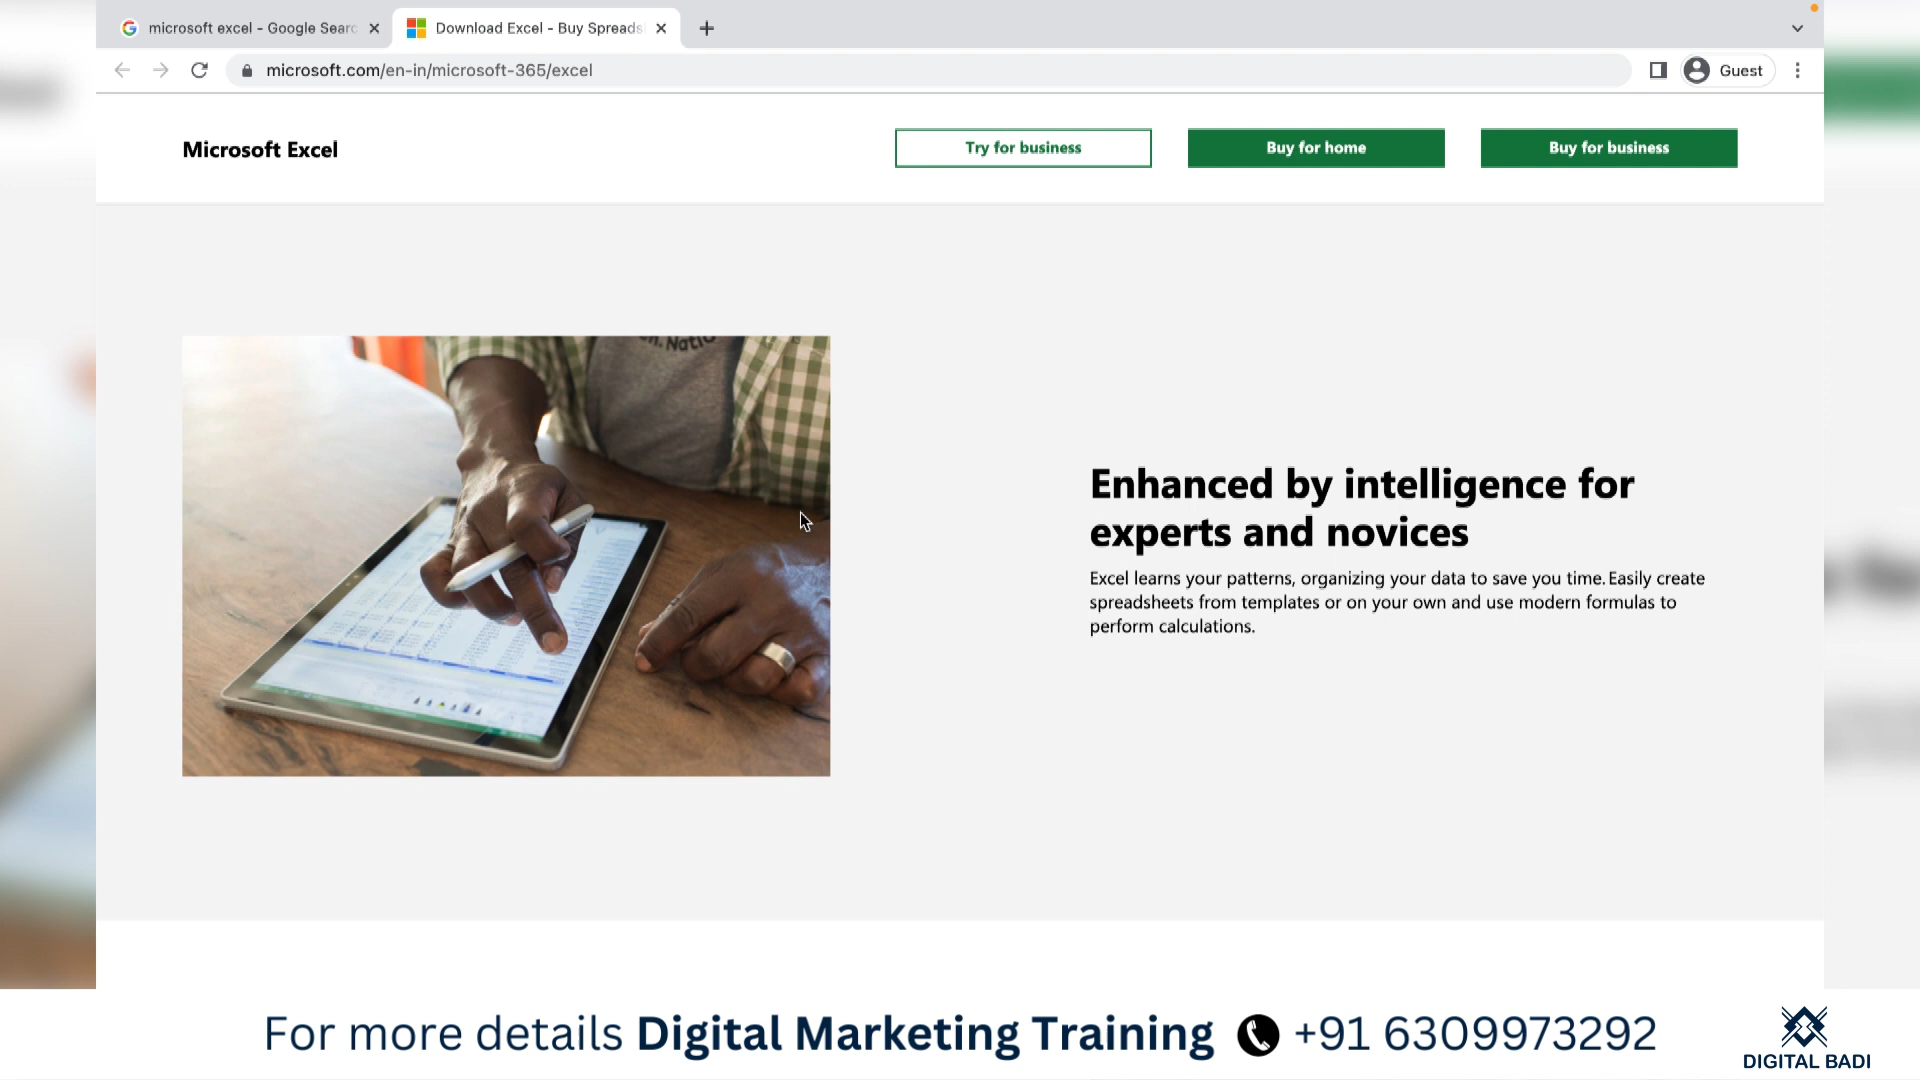 microsoft excel - Google Searc
Download Excel - Buy Spreads
microsoft.com/en-in/microsoft-365/excel
Guest
Microsoft Excel
Try for business
Buy for home
Buy for business
Enhanced by intelligence for
experts and novices
Excel learns your patterns, organizing your data to save you time. Easily create
spreadsheets from templates or on your own and use modern formulas to
perform calculations.
For more details Digital Marketing Training +91 6309973292
DIGITAL BADI